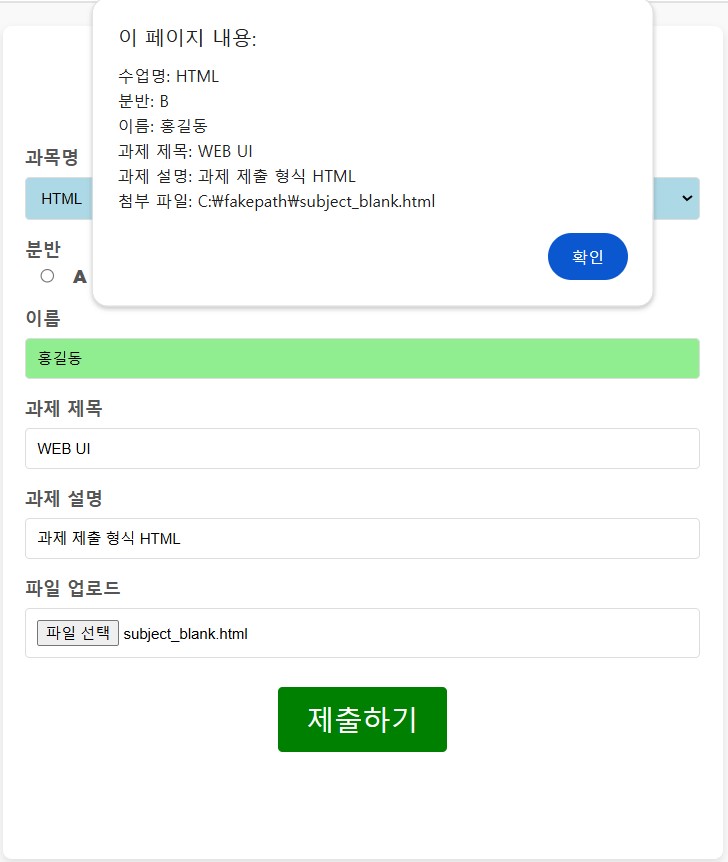 이 페이지 내용:
수업명: HTML
분반: B
이름: 홍길동
과제 제목: WEB UI
과제 설명: 과제 제출 형식 HTML
첨부 파일: C:₩fakepath₩subject_blank.html
확인
과목명
HTML
분반
A
이름
홍길동
과제 제목
WEB UI
과제 설명
과제 제출 형식 HTML
파일 업로드
파일 선택 subject_blank.html
제출하기